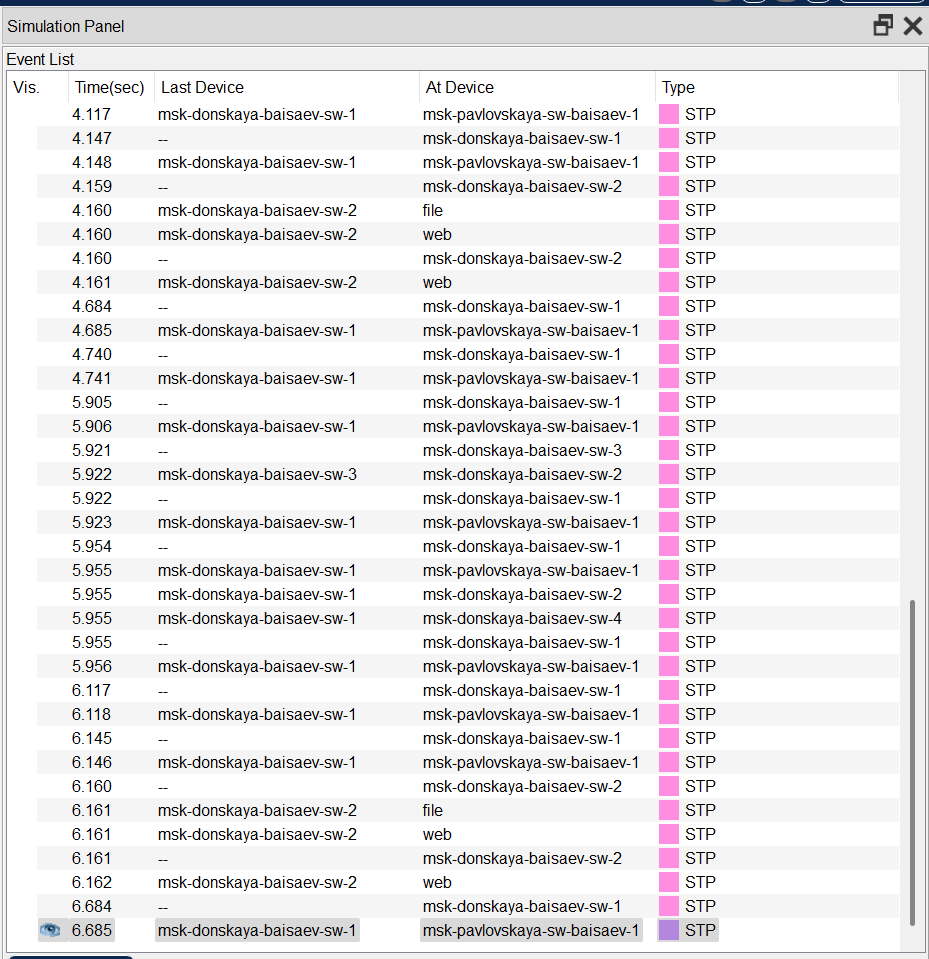 Simulation Panel
Event List
Vis. Time(sec) Last Device At Device Type
4.117 msk-donskaya-baisaev-sw-1 msk-pavlovskaya-sw-baisaev-1 STP
4.147 -- msk-donskaya-baisaev-sw-1 STP
4.148 msk-donskaya-baisaev-sw-1 msk-pavlovskaya-sw-baisaev-1 STP
4.159 -- msk-donskaya-baisaev-sw-2 STP
4.160 msk-donskaya-baisaev-sw-2 file STP
4.160 msk-donskaya-baisaev-sw-2 web STP
4.160 -- msk-donskaya-baisaev-sw-2 STP
4.161 msk-donskaya-baisaev-sw-2 web STP
4.684 -- msk-donskaya-baisaev-sw-1 STP
4.685 msk-donskaya-baisaev-sw-1 msk-pavlovskaya-sw-baisaev-1 STP
4.740 -- msk-donskaya-baisaev-sw-1 STP
4.741 msk-donskaya-baisaev-sw-1 msk-pavlovskaya-sw-baisaev-1 STP
5.905 -- msk-donskaya-baisaev-sw-1 STP
5.906 msk-donskaya-baisaev-sw-1 msk-pavlovskaya-sw-baisaev-1 STP
5.921 -- msk-donskaya-baisaev-sw-3 STP
5.922 msk-donskaya-baisaev-sw-3 msk-donskaya-baisaev-sw-2 STP
5.922 -- msk-donskaya-baisaev-sw-1 STP
5.923 msk-donskaya-baisaev-sw-1 msk-pavlovskaya-sw-baisaev-1 STP
5.954 -- msk-donskaya-baisaev-sw-1 STP
5.955 msk-donskaya-baisaev-sw-1 msk-pavlovskaya-sw-baisaev-1 STP
5.955 msk-donskaya-baisaev-sw-1 msk-donskaya-baisaev-sw-2 STP
5.955 msk-donskaya-baisaev-sw-1 msk-donskaya-baisaev-sw-4 STP
5.955 -- msk-donskaya-baisaev-sw-1 STP
5.956 msk-donskaya-baisaev-sw-1 msk-pavlovskaya-sw-baisaev-1 STP
6.117 -- msk-donskaya-baisaev-sw-1 STP
6.118 msk-donskaya-baisaev-sw-1 msk-pavlovskaya-sw-baisaev-1 STP
6.145 -- msk-donskaya-baisaev-sw-1 STP
6.146 msk-donskaya-baisaev-sw-1 msk-pavlovskaya-sw-baisaev-1 STP
6.160 -- msk-donskaya-baisaev-sw-2 STP
6.161 msk-donskaya-baisaev-sw-2 file STP
6.161 msk-donskaya-baisaev-sw-2 web STP
6.161 -- msk-donskaya-baisaev-sw-2 STP
6.162 msk-donskaya-baisaev-sw-2 web STP
6.684 -- msk-donskaya-baisaev-sw-1 STP
6.685 msk-donskaya-baisaev-sw-1 msk-pavlovskaya-sw-baisaev-1 STP